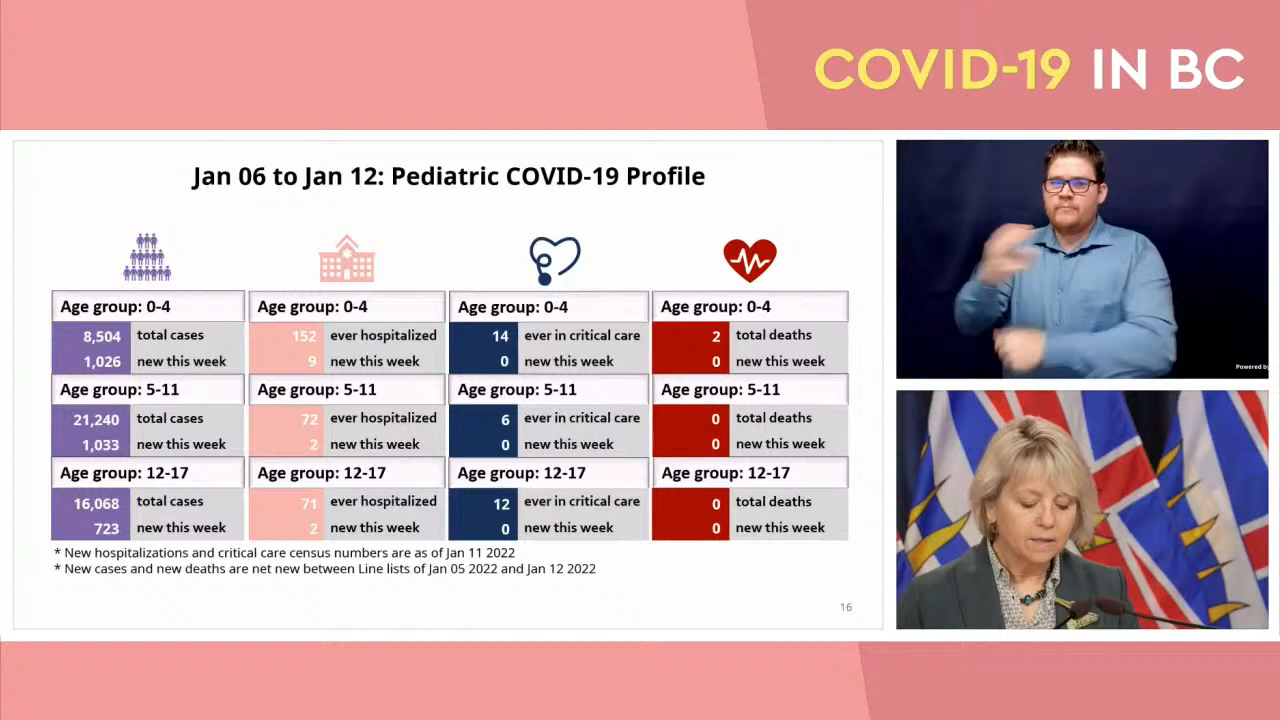 COVID-19 IN BC
Jan 06 to Jan 12: Pediatric COVID-19 Profile
Age group: 0-4 Age group: 0-4 Age group: 0-4 Age group: 0-4
8,504 total cases 152 ever hospitalized 14 ever in critical care 2 total deaths
1,026 new this week 9 new this week 0 new this week 0 new this week
Age group: 5-11 Age group: 5-11 Age group: 5-11 Age group: 5-11
21,240 total cases 72 ever hospitalized 6 ever in critical care 0 total deaths
1,033 new this week 2 new this week 0 new this week 0 new this week
Age group: 12-17 Age group: 12-17 Age group: 12-17 Age group: 12-17
16,068 total cases 71 ever hospitalized 12 ever in critical care 0 total deaths
723 new this week 2 new this week 0 new this week 0 new this week
* New hospitalizations and critical care census numbers are as of Jan 11 2022
* New cases and new deaths are net new between Line lists of Jan 05 2022 and Jan 12 2022
16
Powered by